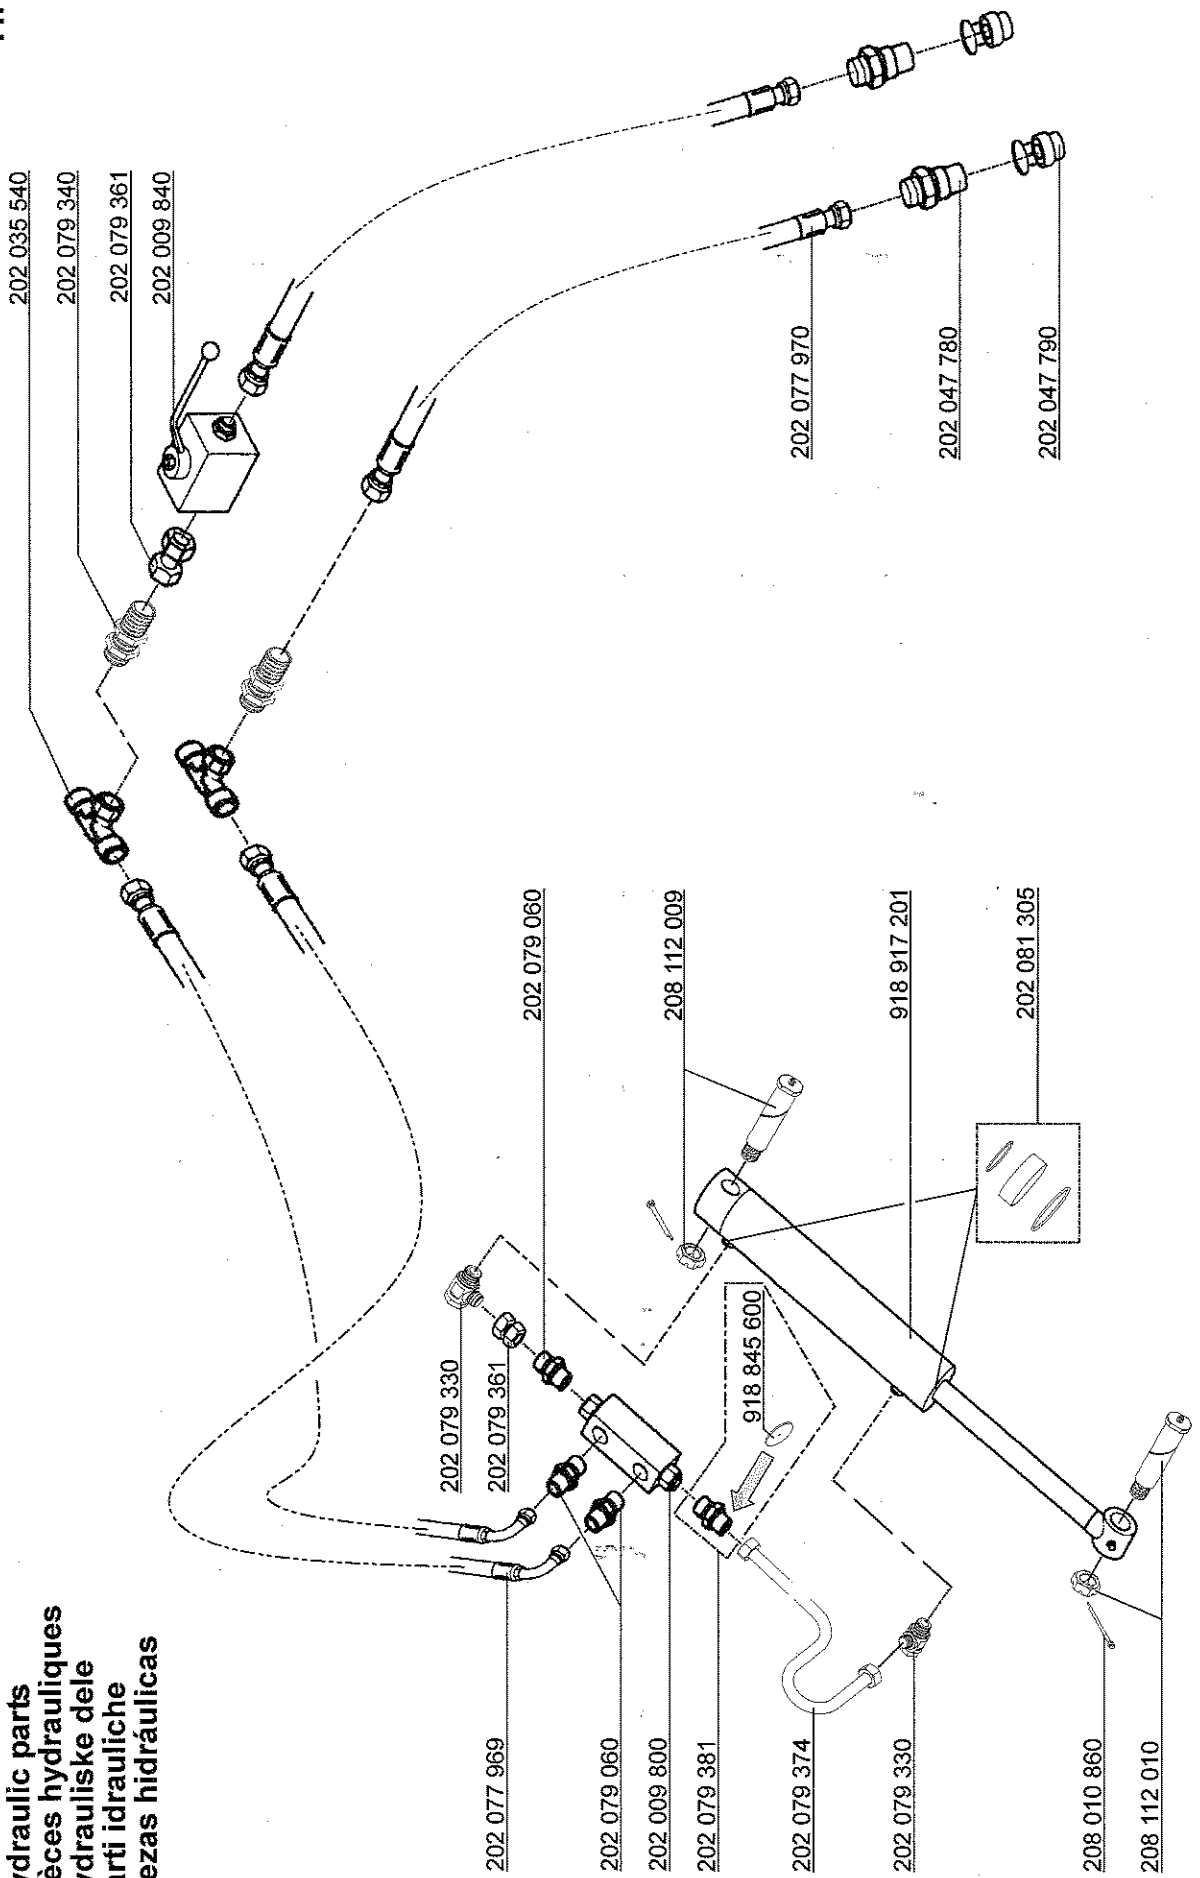 ydraulic parts
èces hydrauliques
ydrauliske dele
arti idrauliche
ezas hidráulicas
202 035 540
202 079 340
202 079 361
202 009 840
202 077 970
202 047 780
202 047 790
202 079 060
208 112 009
918 917 201
202 081 305
202 079 330
202 079 361
918 845 600
202 077 969
202 079 060
202 009 800
202 079 381
202 079 374
202 079 330
208 010 860
208 112 010